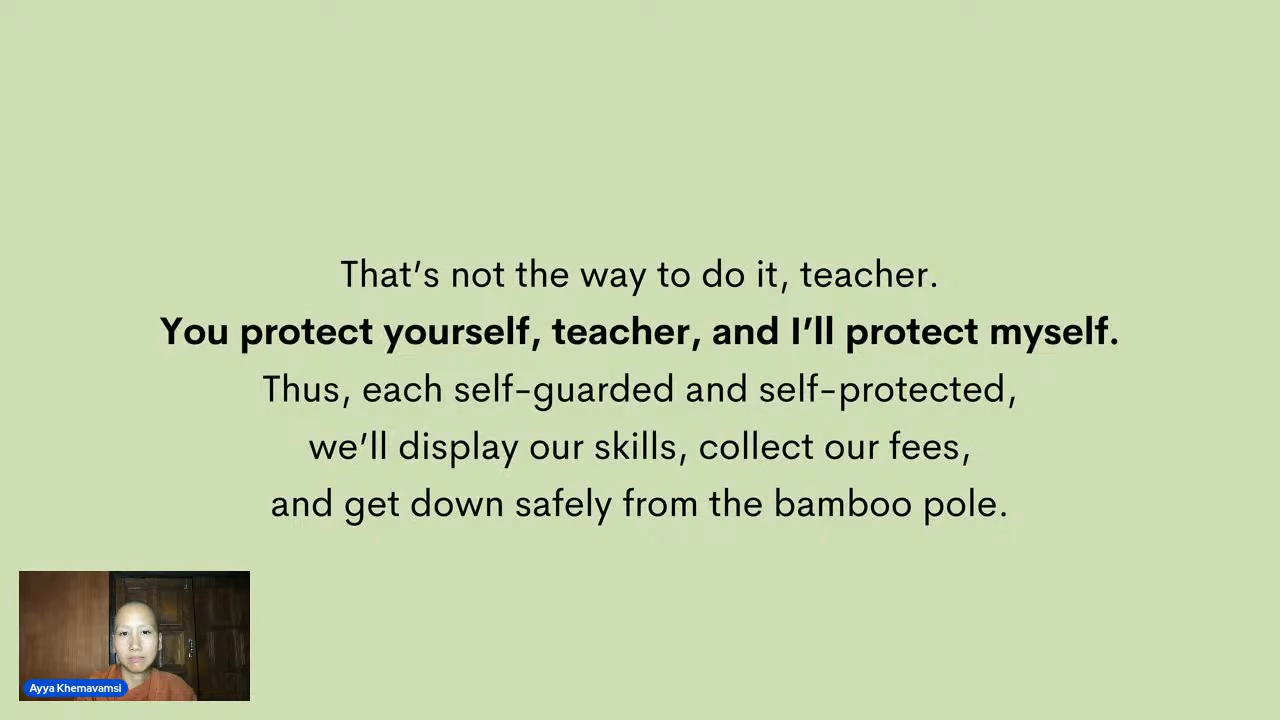 That’s not the way to do it, teacher.
You protect yourself, teacher, and I’ll protect myself.
Thus, each self-guarded and self-protected,
we’ll display our skills, collect our fees,
and get down safely from the bamboo pole.
Ayya Khemavamsi